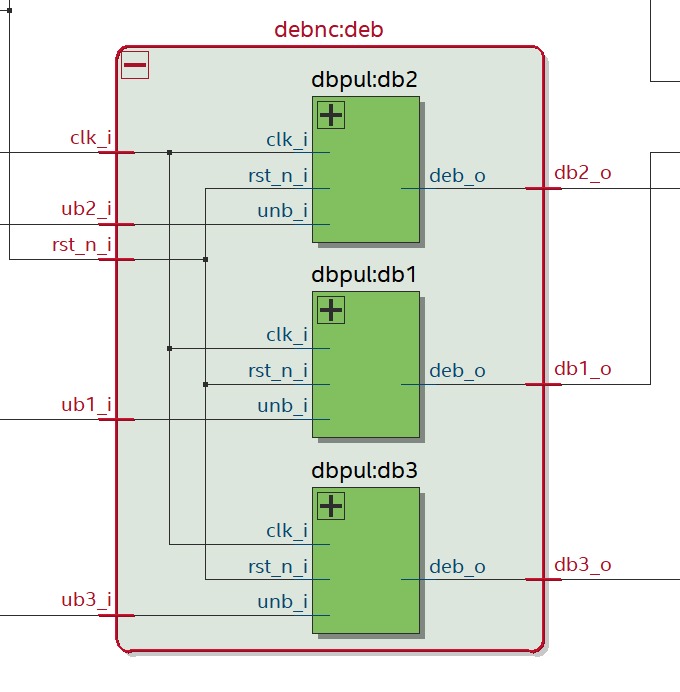 debnc:deb
dbpul:db2
clk_i clk_i
rst_n_i deb_o db2_o
ub2_i unb_i
rst_n_i
dbpul:db1
clk_i
rst_n_i deb_o db1_o
ub1_i unb_i
dbpul:db3
clk_i
rst_n_i deb_o db3_o
ub3_i unb_i